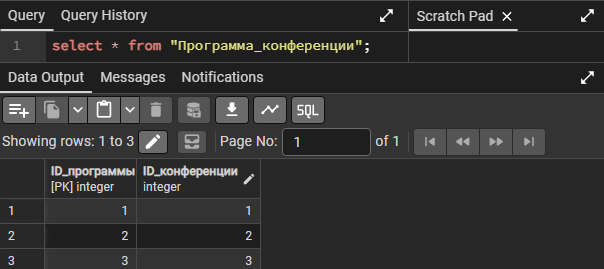 Query Query History
Scratch Pad
1 select * from "Программа_конференции";
Data Output Messages Notifications
SQL
Showing rows: 1 to 3 Page No: 1 of 1
ID_программы ID_конференции
[PK] integer integer
1 1 1
2 2 2
3 3 3